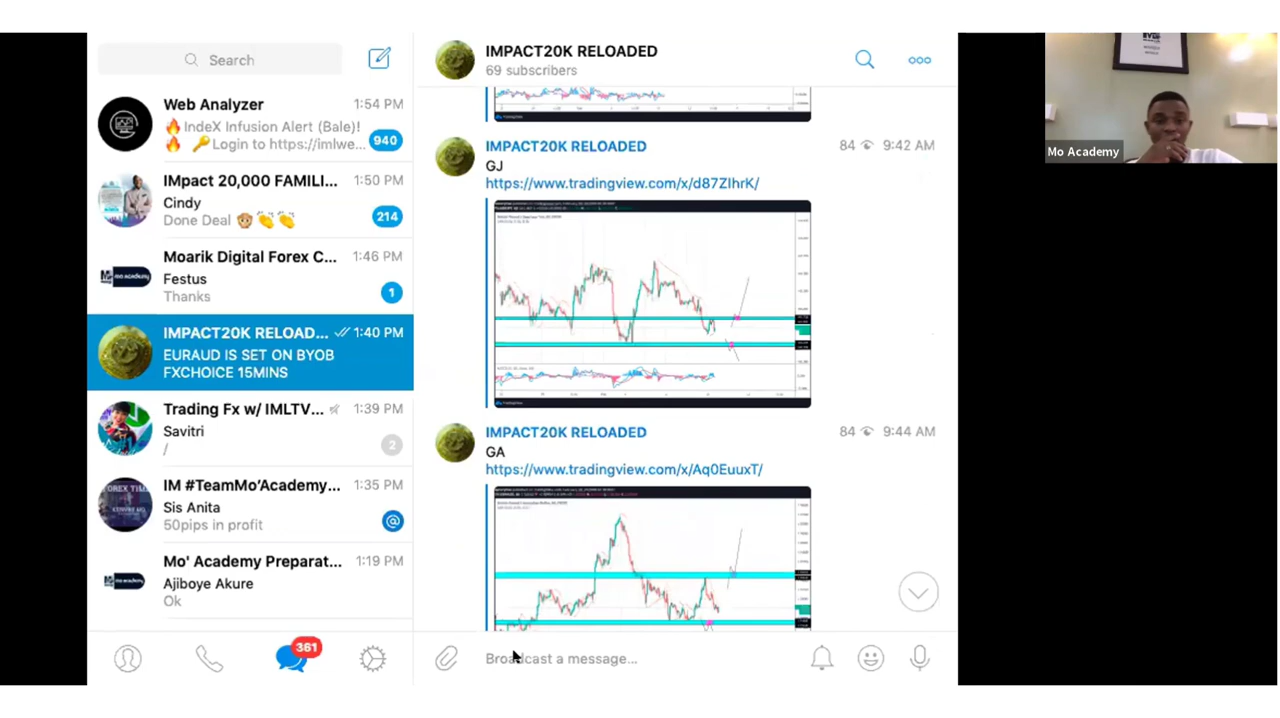 Search
Web Analyzer
1:54 PM
🔥IndeX Infusion Alert (Bale)!
🔥 🔑Login to https://imlwe...
940
IMpact 20,000 FAMILI...
1:50 PM
Cindy
Done Deal 🙊👏👏
214
Moarik Digital Forex C...
1:46 PM
Festus
Thanks
1
IMPACT20K RELOAD...
1:40 PM
EURAUD IS SET ON BYOB
FXCHOICE 15MINS
Trading Fx w/ IMLTV...
1:39 PM
Savitri
/
2
IM #TeamMo'Academy...
1:35 PM
Sis Anita
50pips in profit
@
Mo' Academy Preparat...
1:19 PM
Ajiboye Akure
Ok
361
IMPACT20K RELOADED
69 subscribers
IMPACT20K RELOADED
84
9:42 AM
GJ
https://www.tradingview.com/x/d87ZIhrK/
IMPACT20K RELOADED
84
9:44 AM
GA
https://www.tradingview.com/x/Aq0EuuxT/
Broadcast a message...
Mo Academy